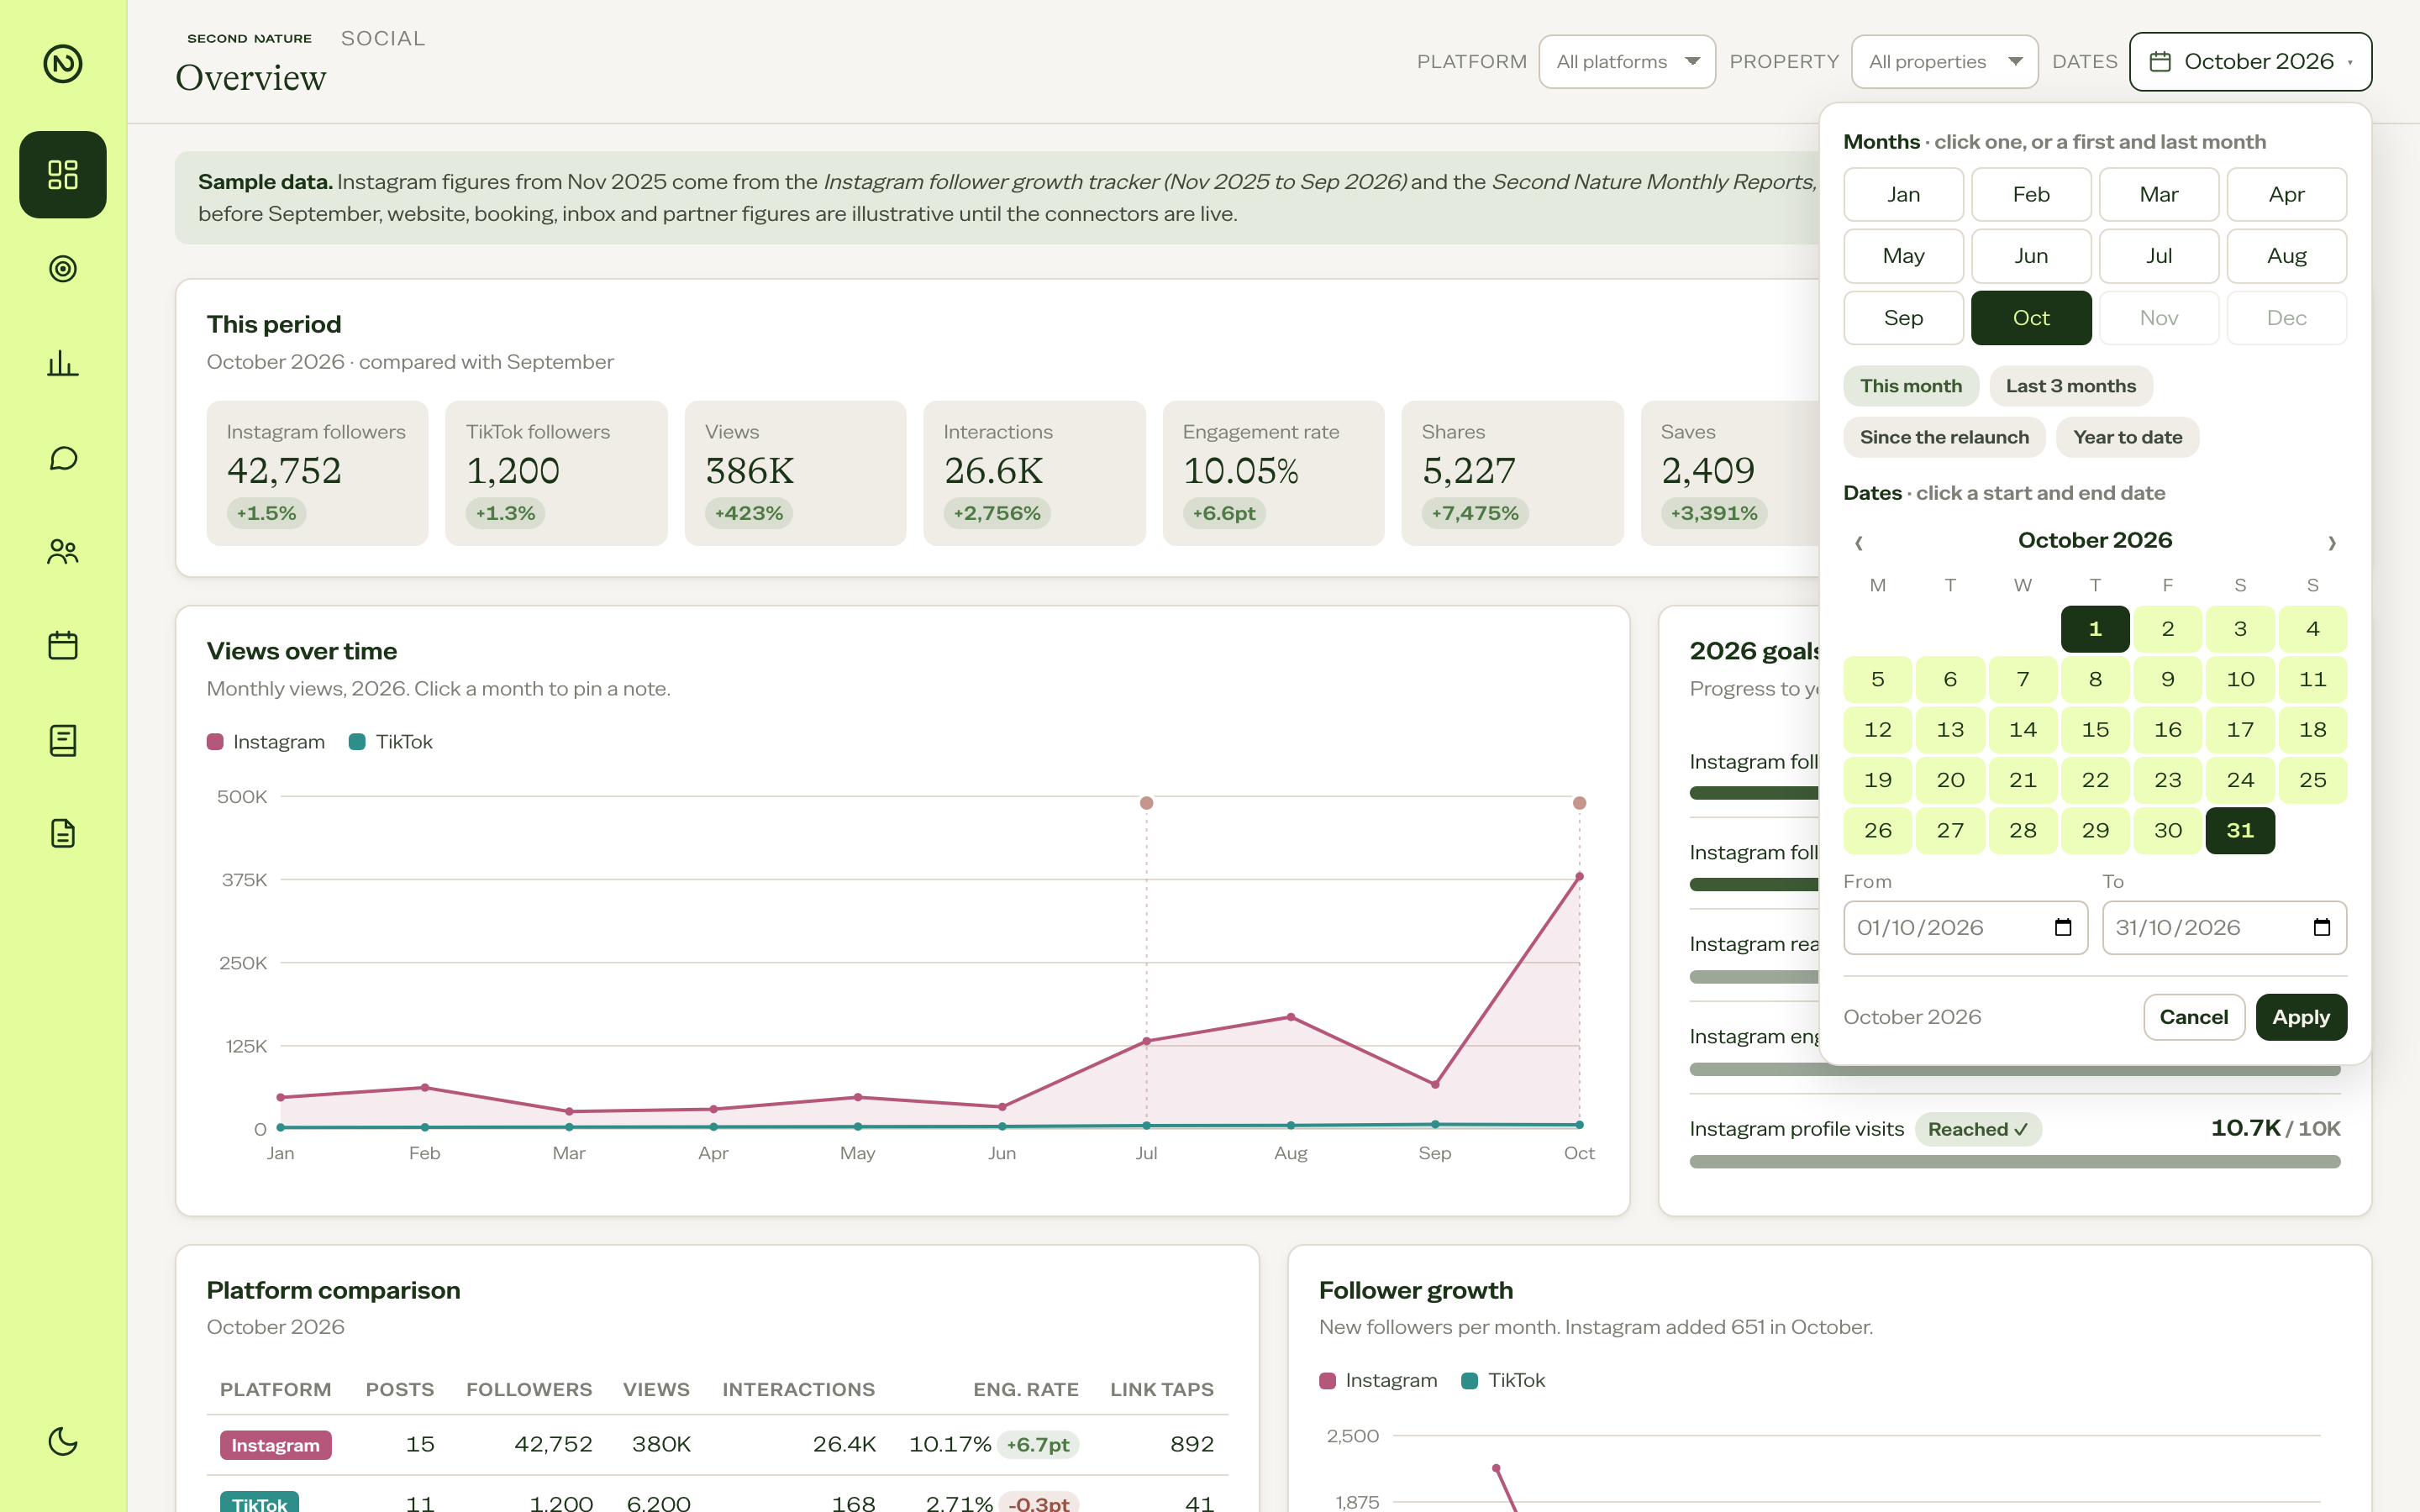 SECOND NATURE SOCIAL
Overview
PLATFORM All platforms PROPERTY All properties DATES October 2026
Sample data. Instagram figures from Nov 2025 come from the Instagram follower growth tracker (Nov 2025 to Sep 2026) and the Second Nature Monthly Reports,
before September, website, booking, inbox and partner figures are illustrative until the connectors are live.
This period
October 2026 · compared with September
Instagram followers
42,752
+1.5%
TikTok followers
1,200
+1.3%
Views
386K
+423%
Interactions
26.6K
+2,756%
Engagement rate
10.05%
+6.6pt
Shares
5,227
+7,475%
Saves
2,409
+3,391%
Months · click one, or a first and last month
Jan Feb Mar Apr
May Jun Jul Aug
Sep Oct Nov Dec
This month Last 3 months
Since the relaunch Year to date
Dates · click a start and end date
‹ October 2026 ›
M T W T F S S
1 2 3 4
5 6 7 8 9 10 11
12 13 14 15 16 17 18
19 20 21 22 23 24 25
26 27 28 29 30 31
From To
01/10/2026 31/10/2026
October 2026 Cancel Apply
Views over time
Monthly views, 2026. Click a month to pin a note.
Instagram TikTok
500K
375K
250K
125K
0
Jan Feb Mar Apr May Jun Jul Aug Sep Oct
2026 goals
Progress to
Instagram
Instagram
Instagram
Instagram
Instagram profile visits Reached ✓ 10.7K / 10K
Platform comparison
October 2026
PLATFORM POSTS FOLLOWERS VIEWS INTERACTIONS ENG. RATE LINK TAPS
Instagram 15 42,752 380K 26.4K 10.17% +6.7pt 892
TikTok 11 1,200 6,200 168 2.71% -0.3pt 41
Follower growth
New followers per month. Instagram added 651 in October.
Instagram TikTok
2,500
1,875